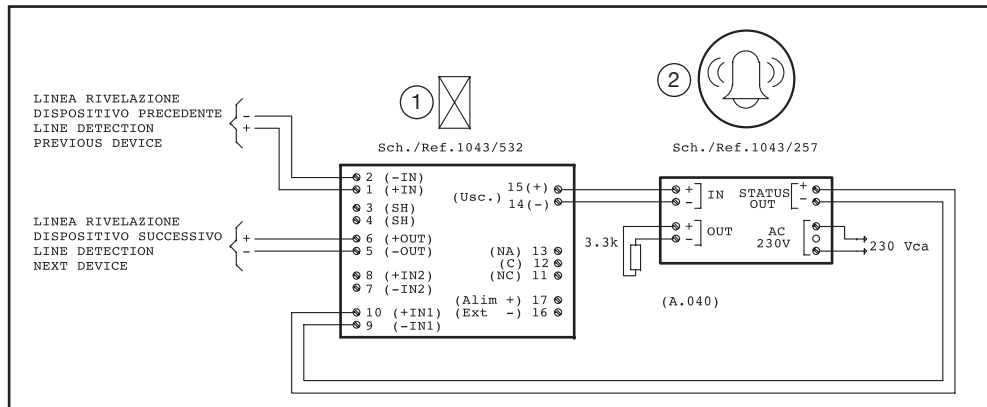 LINEA RIVELAZIONE
DISPOSITIVO PRECEDENTE
LINE DETECTION
PREVIOUS DEVICE
-
+
1
Sch./Ref.1043/532
2
Sch./Ref.1043/257
2 (-IN)
1 (+IN)
3 (SH)
4 (SH)
6 (+OUT)
5 (-OUT)
8 (+IN2)
7 (-IN2)
10 (+IN1)
9 (-IN1)
(Usc.)
15(+)
14(-)
(NA) 13
(C) 12
(NC) 11
(Alim +) 17
(Ext -) 16
LINEA RIVELAZIONE
DISPOSITIVO SUCCESSIVO
LINE DETECTION
NEXT DEVICE
+
-
3.3k
+
-
IN
+
-
OUT
STATUS
OUT
+
-
AC
230V
230 Vca
(A.040)